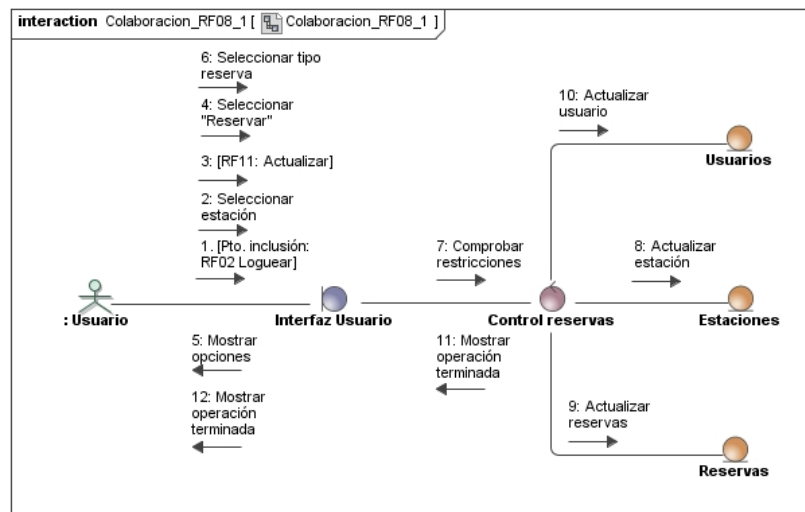 interaction Colaboracion_RF08_1 [ Colaboracion_RF08_1 ]
6: Seleccionar tipo
reserva
4: Seleccionar
"Reservar"
3: [RF11: Actualizar]
2: Seleccionar
estación
1. [Pto. inclusión:
RF02 Loguear]
10: Actualizar
usuario
Usuarios
7: Comprobar
restricciones
8: Actualizar
estación
: Usuario
Interfaz Usuario
Control reservas
Estaciones
5: Mostrar
opciones
12: Mostrar
operación
terminada
11: Mostrar
operación
terminada
9: Actualizar
reservas
Reservas